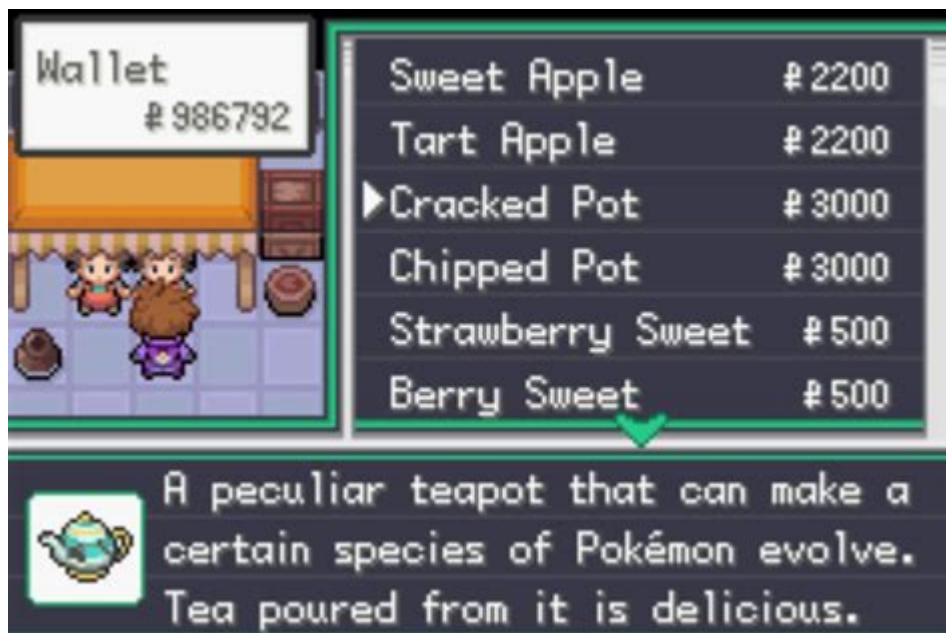 Wallet
₽986792
Sweet Apple ₽2200
Tart Apple ₽2200
▶Cracked Pot ₽3000
Chipped Pot ₽3000
Strawberry Sweet ₽500
Berry Sweet ₽500
A peculiar teapot that can make a
certain species of Pokémon evolve.
Tea poured from it is delicious.